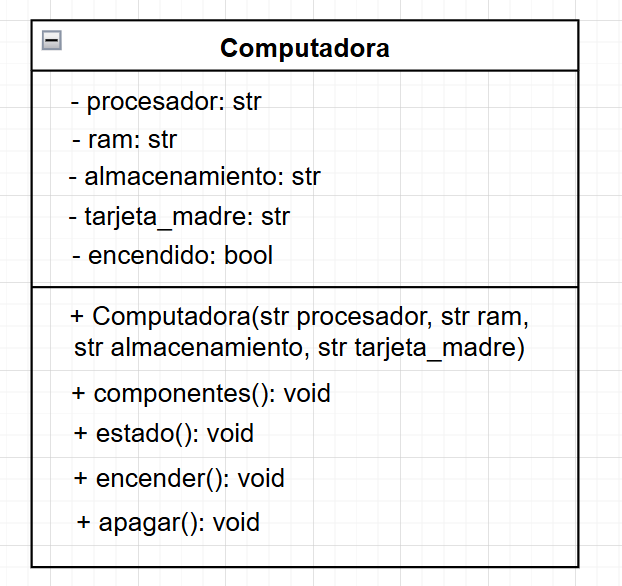 Computadora
- procesador: str
- ram: str
- almacenamiento: str
- tarjeta_madre: str
- encendido: bool
+ Computadora(str procesador, str ram,
str almacenamiento, str tarjeta_madre)
+ componentes(): void
+ estado(): void
+ encender(): void
+ apagar(): void